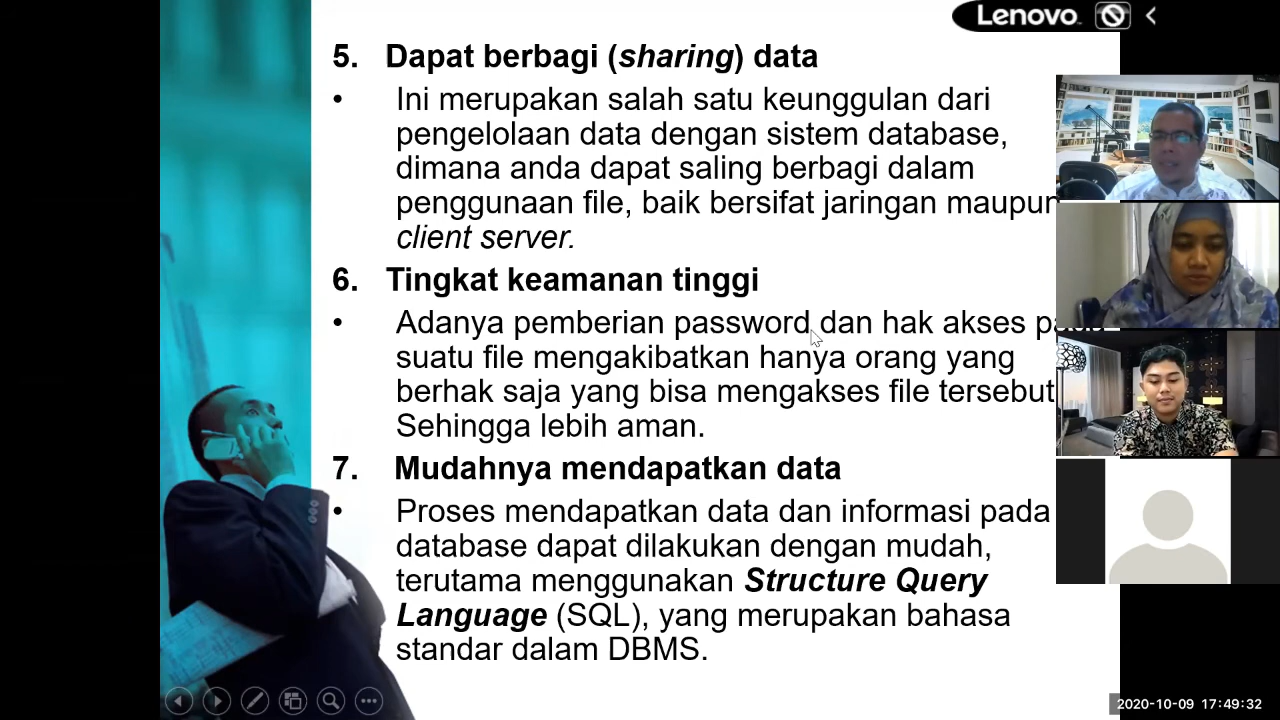 Lenovo
5. Dapat berbagi (sharing) data
• Ini merupakan salah satu keunggulan dari
pengelolaan data dengan sistem database,
dimana anda dapat saling berbagi dalam
penggunaan file, baik bersifat jaringan maupun
client server.
6. Tingkat keamanan tinggi
• Adanya pemberian password dan hak akses
suatu file mengakibatkan hanya orang yang
berhak saja yang bisa mengakses file tersebut
Sehingga lebih aman.
7. Mudahnya mendapatkan data
• Proses mendapatkan data dan informasi pada
database dapat dilakukan dengan mudah,
terutama menggunakan Structure Query
Language (SQL), yang merupakan bahasa
standar dalam DBMS.
2020-10-09 17:49:32